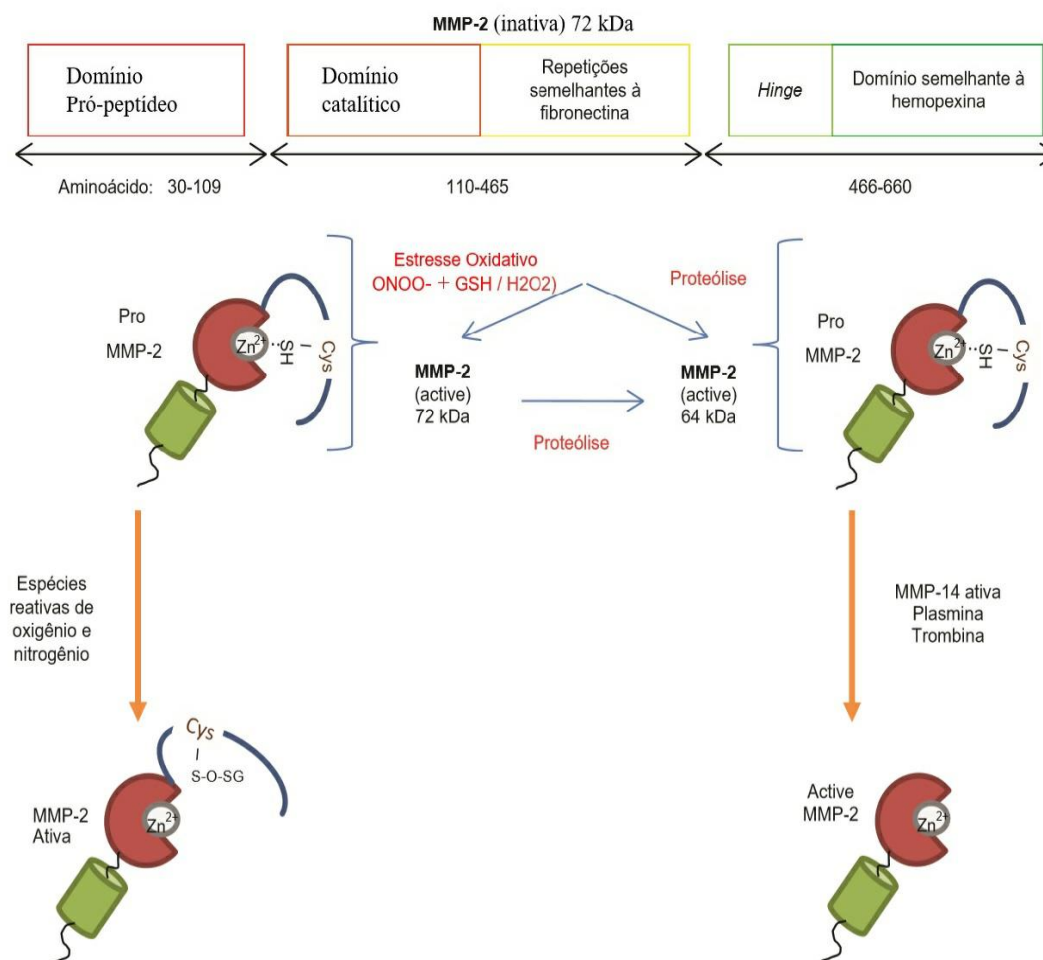 MMP-2 (inativa) 72 kDa
Domínio
Pró-peptídeo
Domínio
catalítico
Repetições
semelhantes à
fibronectina
Hinge
Domínio semelhante à
hemopexina
Aminoácido: 30-109
110-465
466-660
Estresse Oxidativo
ONOO- + GSH / H2O2)
Proteólise
Pro
MMP-2
Zn2+
SH
Cys
MMP-2
(active)
72 kDa
Proteólise
MMP-2
(active)
64 kDa
Pro
MMP-2
Zn2+
SH
Cys
Espécies
reativas de
oxigênio e
nitrogênio
MMP-14 ativa
Plasmina
Trombina
Cys
S-O-SG
MMP-2
Ativa
Zn2+
Active
MMP-2
Zn2+